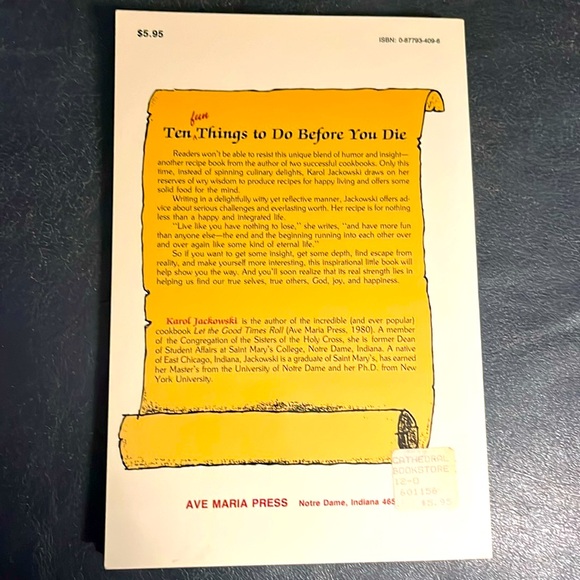 $5.95
ISBN: 0-87793-409-6
fun
Ten Things to Do Before You Die
Readers won't be able to resist this unique blend of humor and insight—
another recipe book from the author of two successful cookbooks. Only this
time, instead of spinning culinary delights, Karol Jackowski draws on her
reserves of wry wisdom to produce recipes for happy living and offers some
solid food for the mind.
Writing in a delightfully witty yet reflective manner, Jackowski offers ad-
vice about serious challenges and everlasting worth. Her recipe is for nothing
less than a happy and integrated life.
"Live like you have nothing to lose," she writes, "and have more fun
than anyone else—the end and the beginning running into each other over
and over again like some kind of eternal life."
So if you want to get some insight, get some depth, find escape from
reality, and make yourself more interesting, this inspirational little book will
help show you the way. And you'll soon realize that its real strength lies in
helping us find our true selves, true others, God, joy, and happiness.
Karol Jackowski is the author of the incredible (and ever popular)
cookbook Let the Good Times Roll (Ave Maria Press, 1980). A member
of the Congregation of the Sisters of the Holy Cross, she is former Dean
of Student Affairs at Saint Mary's College, Notre Dame, Indiana. A native
of East Chicago, Indiana, Jackowski is a graduate of Saint Mary's, has earned
her Master's from the University of Notre Dame and her Ph.D. from New
York University.
CATHEDRAL
BOOKSTORE
12-0
601156
$5.95
AVE MARIA PRESS Notre Dame, Indiana